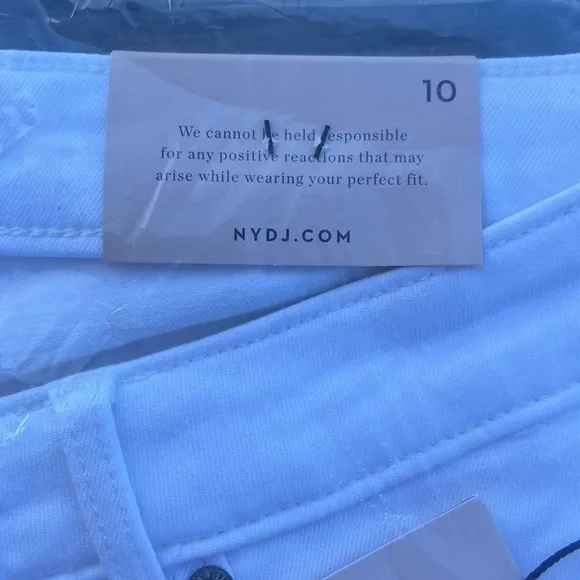 10
We cannot be held responsible
for any positive reactions that may
arise while wearing your perfect fit.
NYDJ.COM